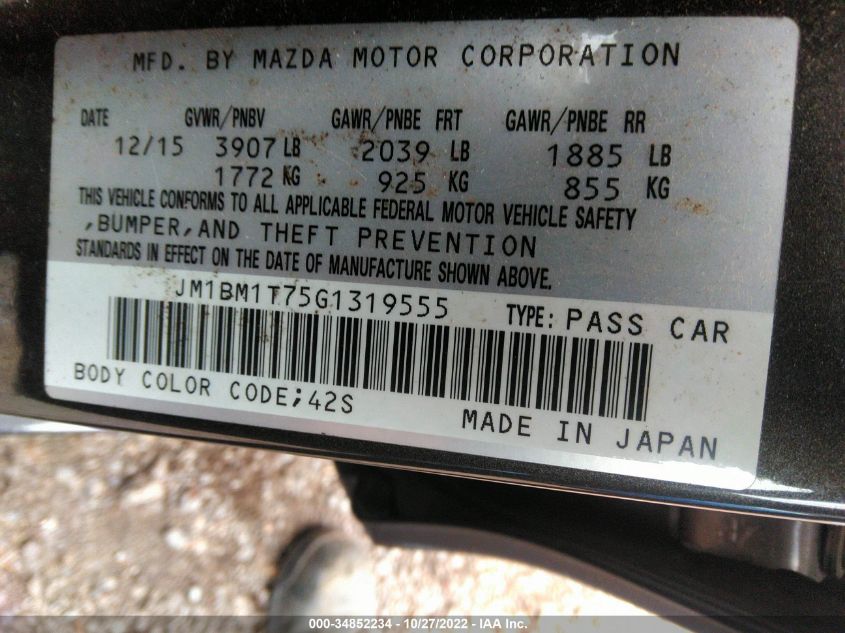 MFD. BY MAZDA MOTOR CORPORATION
DATE GVWR/PNBV GAWR/PNBE FRT GAWR/PNBE RR
12/15 3907 LB 2039 LB 1885 LB
1772 KG 925 KG 855 KG
THIS VEHICLE CONFORMS TO ALL APPLICABLE FEDERAL MOTOR VEHICLE SAFETY
,BUMPER,AND THEFT PREVENTION
STANDARDS IN EFFECT ON THE DATE OF MANUFACTURE SHOWN ABOVE.
JM1BM1T75G1319555 TYPE: PASS CAR
BODY COLOR CODE;42S
MADE IN JAPAN
000-34852234 - 10/27/2022 - IAA Inc.